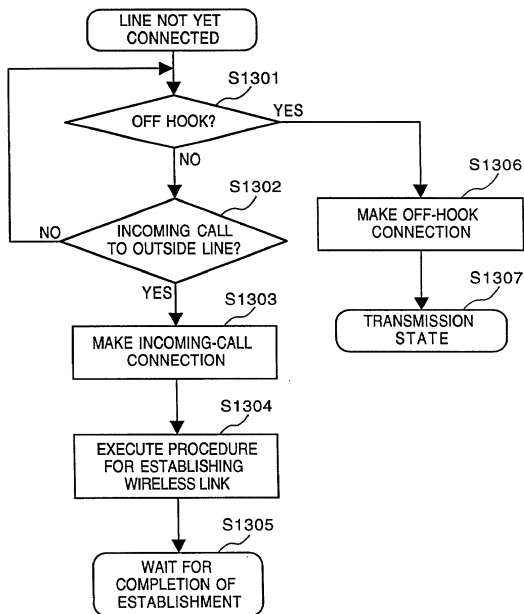 LINE NOT YET
CONNECTED
S1301
OFF HOOK?
YES
NO
S1302
INCOMING CALL
TO OUTSIDE LINE?
NO
YES
S1303
MAKE INCOMING-CALL
CONNECTION
S1304
EXECUTE PROCEDURE
FOR ESTABLISHING
WIRELESS LINK
S1305
WAIT FOR
COMPLETION OF
ESTABLISHMENT
S1306
MAKE OFF-HOOK
CONNECTION
S1307
TRANSMISSION
STATE